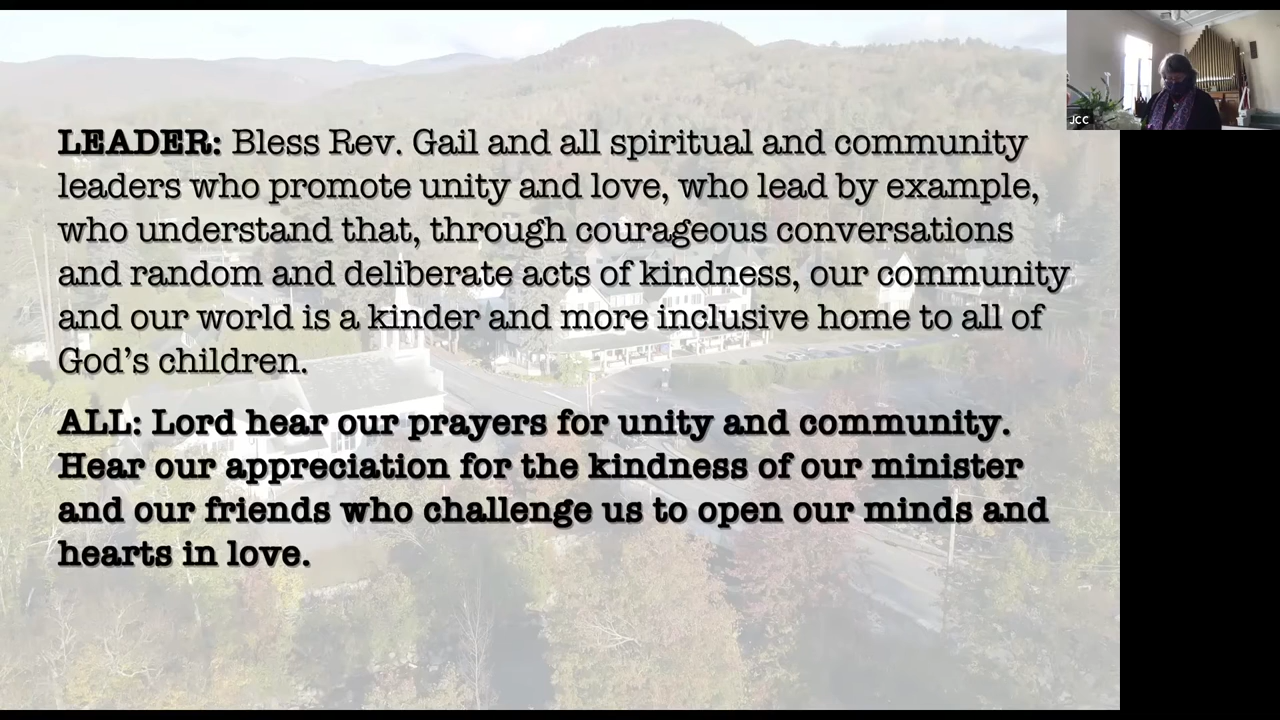 JCC
LEADER: Bless Rev. Gail and all spiritual and community
leaders who promote unity and love, who lead by example,
who understand that, through courageous conversations
and random and deliberate acts of kindness, our community
and our world is a kinder and more inclusive home to all of
God’s children.
ALL: Lord hear our prayers for unity and community.
Hear our appreciation for the kindness of our minister
and our friends who challenge us to open our minds and
hearts in love.